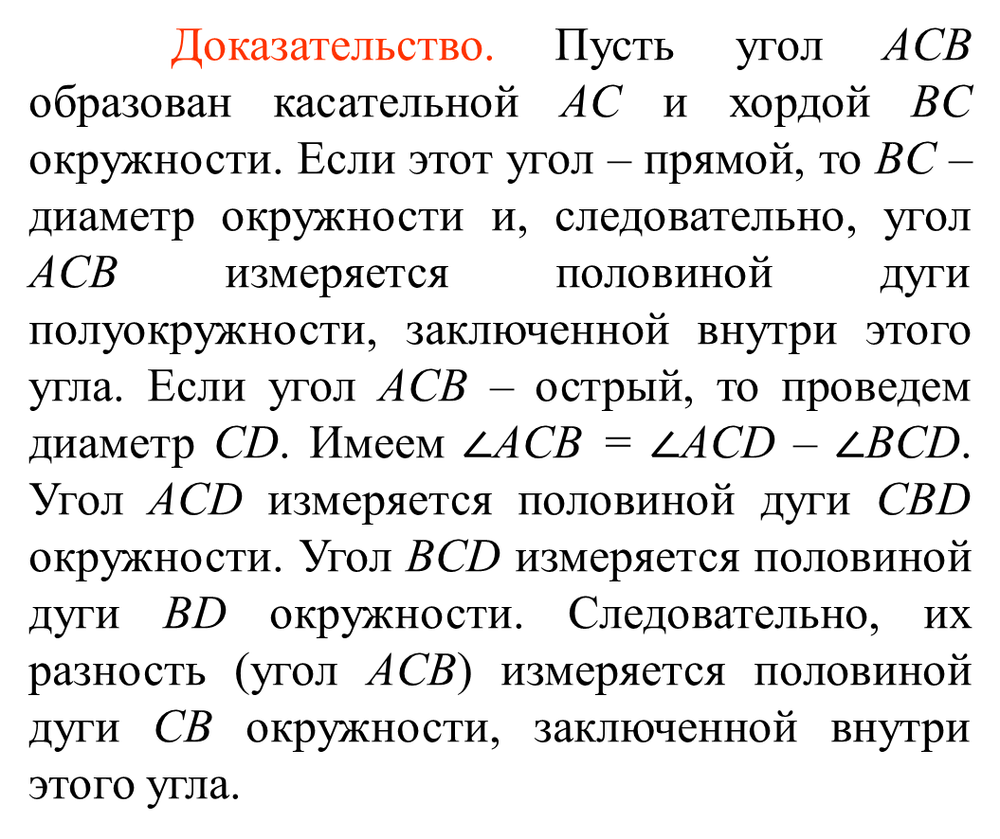 Доказательство. Пусть угол ACB
образован касательной AC и хордой BC
окружности. Если этот угол – прямой, то BC –
диаметр окружности и, следовательно, угол
ACB измеряется половиной дуги
полуокружности, заключенной внутри этого
угла. Если угол ACB – острый, то проведем
диаметр CD. Имеем ∠ACB = ∠ACD – ∠BCD.
Угол ACD измеряется половиной дуги CBD
окружности. Угол BCD измеряется половиной
дуги BD окружности. Следовательно, их
разность (угол ACB) измеряется половиной
дуги CB окружности, заключенной внутри
этого угла.